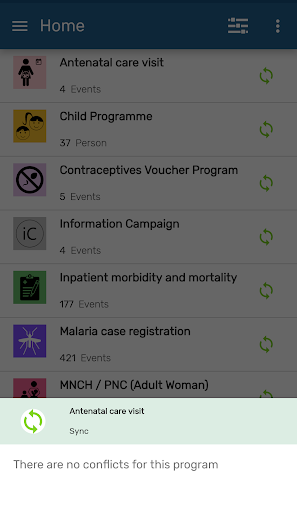 Home
Antenatal care visit
4 Events
Child Programme
37 Person
Contraceptives Voucher Program
5 Events
iC
Information Campaign
4 Events
Inpatient morbidity and mortality
177 Events
Malaria case registration
421 Events
MNCH / PNC (Adult Woman)
Antenatal care visit
Sync
There are no conflicts for this program